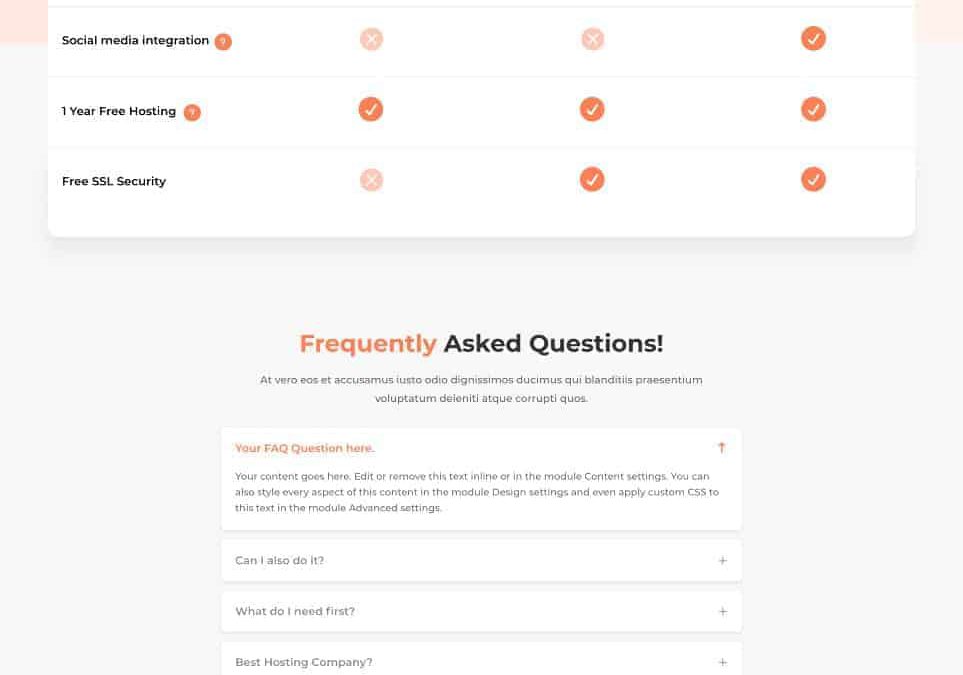 Social media integration ?
1 Year Free Hosting ?
Free SSL Security
Frequently Asked Questions!
At vero eos et accusamus iusto odio dignissimos ducimus qui blanditiis praesentium
voluptatum deleniti atque corrupti quos.
Your FAQ Question here.
Your content goes here. Edit or remove this text inline or in the module Content settings. You can
also style every aspect of this content in the module Design settings and even apply custom CSS to
this text in the module Advanced settings.
Can I also do it?
What do I need first?
Best Hosting Company?